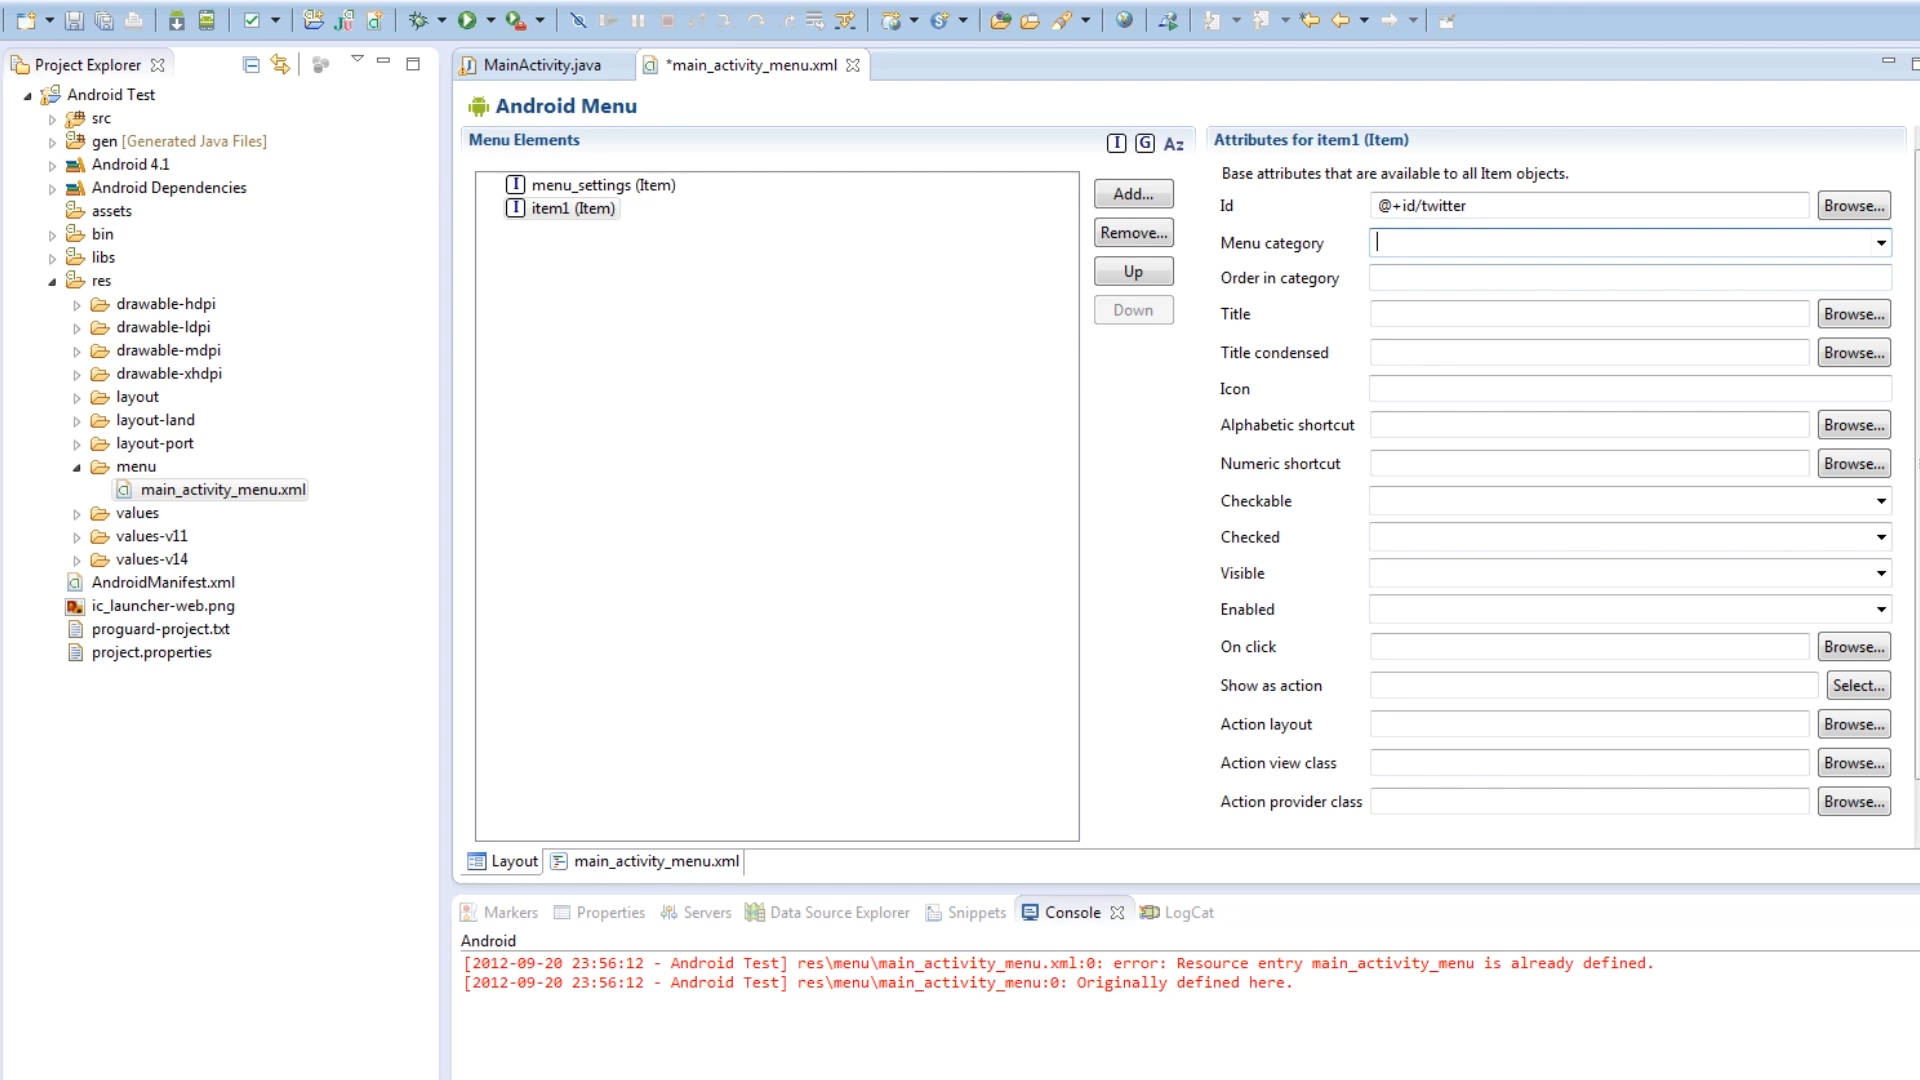 Project Explorer
Android Test
src
gen [Generated Java Files]
Android 4.1
Android Dependencies
assets
bin
libs
res
drawable-hdpi
drawable-ldpi
drawable-mdpi
drawable-xhdpi
layout
layout-land
layout-port
menu
main_activity_menu.xml
values
values-v11
values-v14
AndroidManifest.xml
ic_launcher-web.png
proguard-project.txt
project.properties
MainActivity.java
*main_activity_menu.xml
Android Menu
Menu Elements
I G Az
I menu_settings (Item)
I item1 (Item)
Add...
Remove...
Up
Down
Attributes for item1 (Item)
Base attributes that are available to all Item objects.
Id @+id/twitter Browse...
Menu category
Order in category
Title Browse...
Title condensed Browse...
Icon
Alphabetic shortcut Browse...
Numeric shortcut Browse...
Checkable
Checked
Visible
Enabled
On click Browse...
Show as action Select...
Action layout Browse...
Action view class Browse...
Action provider class Browse...
Layout main_activity_menu.xml
Markers Properties Servers Data Source Explorer Snippets Console LogCat
Android
[2012-09-20 23:56:12 - Android Test] res\menu\main_activity_menu.xml:0: error: Resource entry main_activity_menu is already defined.
[2012-09-20 23:56:12 - Android Test] res\menu\main_activity_menu:0: Originally defined here.